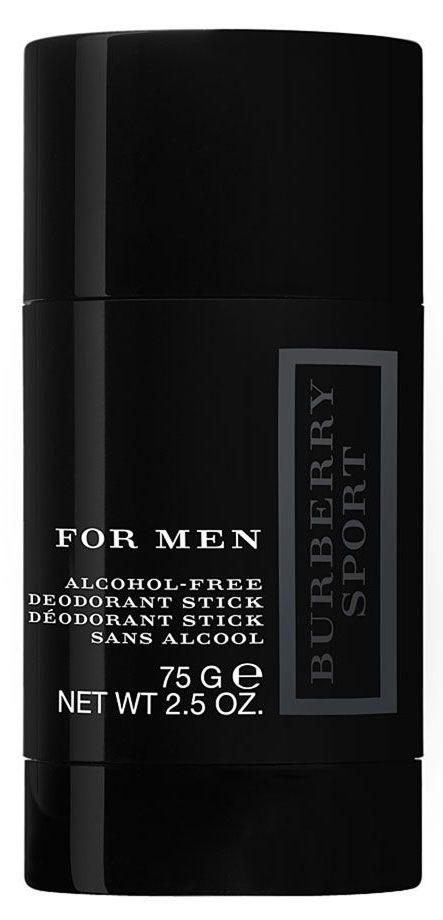 FOR MEN
ALCOHOL-FREE
DEODORANT STICK
DÉODORANT STICK
SANS ALCOOL
75 G ℮
NET WT 2.5 OZ.
BURBERRY
SPORT